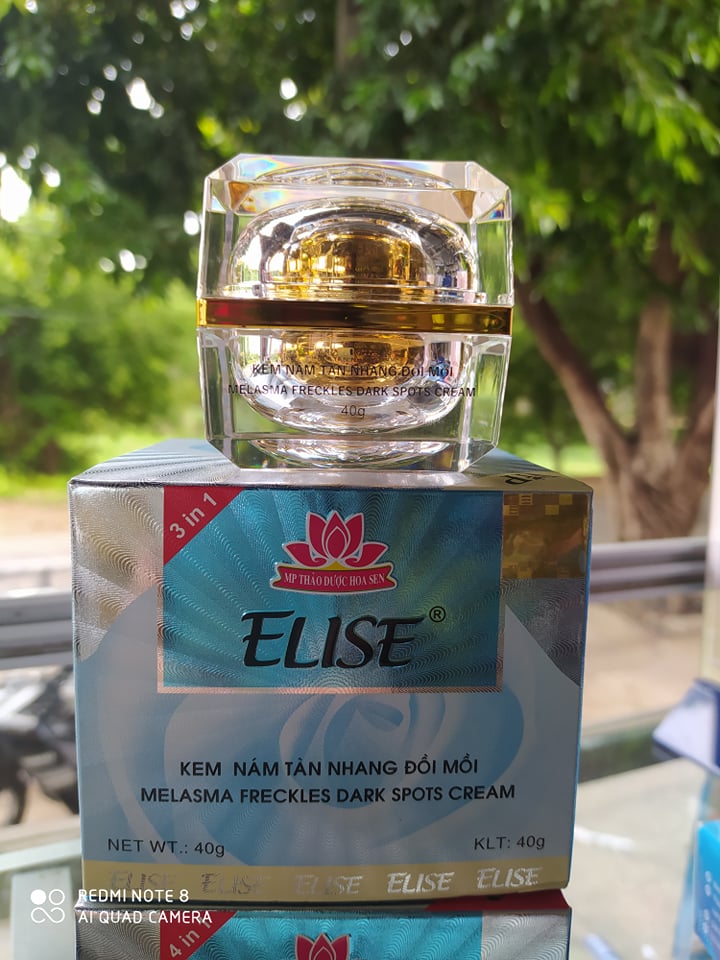 KEM NÁM TÀN NHANG ĐỒI MỒI
MELASMA FRECKLES DARK SPOTS CREAM
40g
3 in 1
MP THẢO DƯỢC HOA SEN
ELISE®
KEM NÁM TÀN NHANG ĐỒI MỒI
MELASMA FRECKLES DARK SPOTS CREAM
NET WT.: 40g
KLT: 40g
ELISE ELISE ELISE ELISE ELISE
REDMI NOTE 8
AI QUAD CAMERA
4 in 1